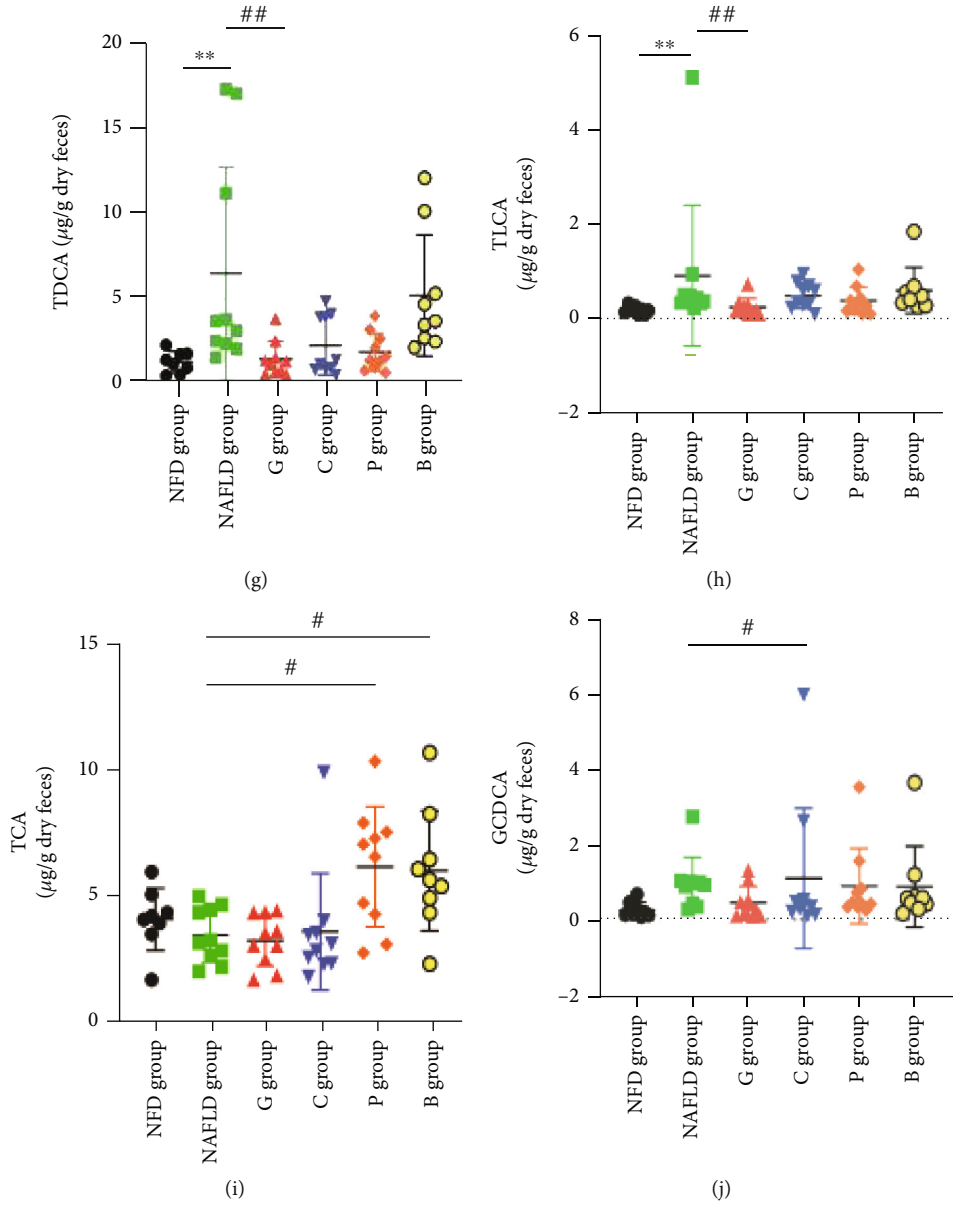 ##
**
20
15
10
5
0
TDCA (µg/g dry feces)
NFD group
NAFLD group
G group
C group
P group
B group
(g)
##
**
6
4
2
0
−2
TLCA
(µg/g dry feces)
NFD group
NAFLD group
G group
C group
P group
B group
(h)
#
#
15
10
5
0
TCA
(µg/g dry feces)
NFD group
NAFLD group
G group
C group
P group
B group
(i)
#
8
6
4
2
0
−2
GCDCA
(µg/g dry feces)
NFD group
NAFLD group
G group
C group
P group
B group
(j)